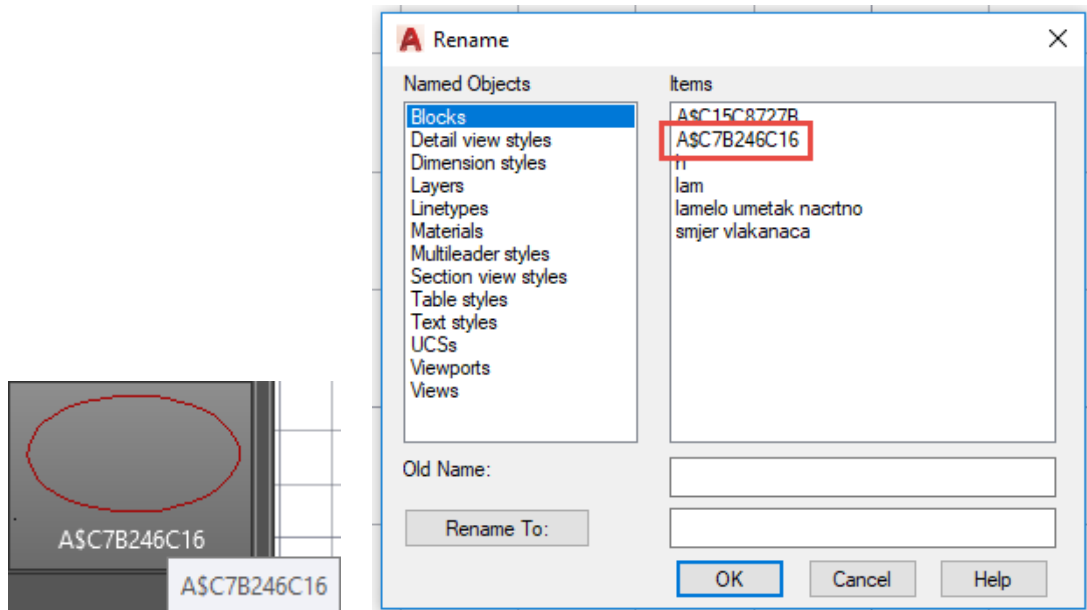 Rename
Named Objects
Items
Blocks
Detail view styles
Dimension styles
Layers
Linetypes
Materials
Multileader styles
Section view styles
Table styles
Text styles
UCSs
Viewports
Views
A$C15C8727B
A$C7B246C16
h
lam
lamelo umetak nacrtno
smjer vlakanaca
Old Name:
Rename To:
OK Cancel Help
A$C7B246C16
A$C7B246C16